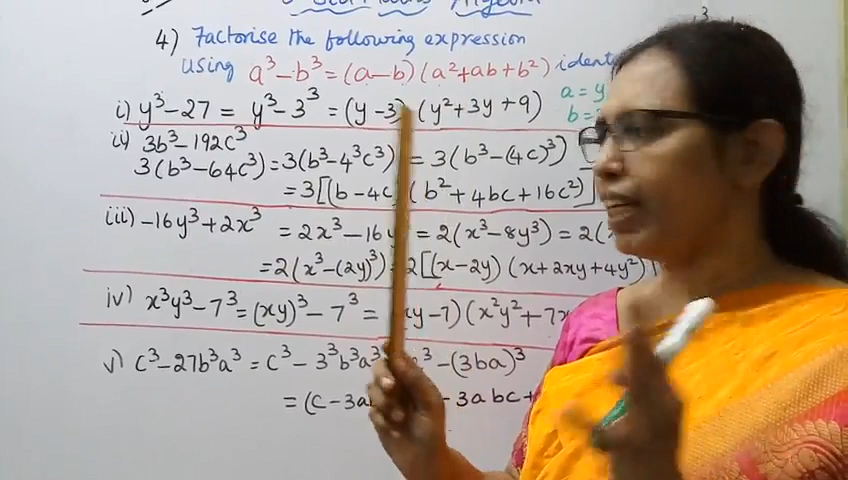 Maths Algebra
4) Factorise the following expression
using a³-b³ = (a-b) (a²+ab+b²)
a = y
b =
i) y³-27 = y³-3³ = (y-3) (y²+3y+9)
ii) 3b³-192c³
3(b³-64c³) = 3(b³-4³c³) = 3(b³-(4c)³)
= 3[(b-4c) (b²+4bc+16c²)]
iii) -16y³+2x³ = 2x³-16y = 2(x³-8y³) = 2(
= 2(x³-(2y)³) = 2[(x-2y) (x+2xy+4y²)
iv) x³y³-7³ = (xy)³-7³ = xy-7)(x²y²+7x
v) c³-27b³a³ = c³-3³b³a³ = c³-(3ba)³
= (c-3a -3abc+